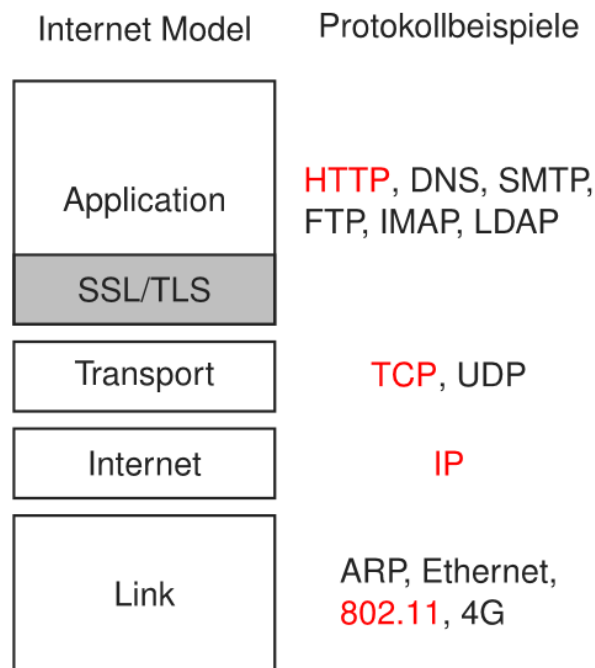 Internet Model
Protokollbeispiele
Application
HTTP, DNS, SMTP,
FTP, IMAP, LDAP
SSL/TLS
Transport
TCP, UDP
Internet
IP
Link
ARP, Ethernet,
802.11, 4G